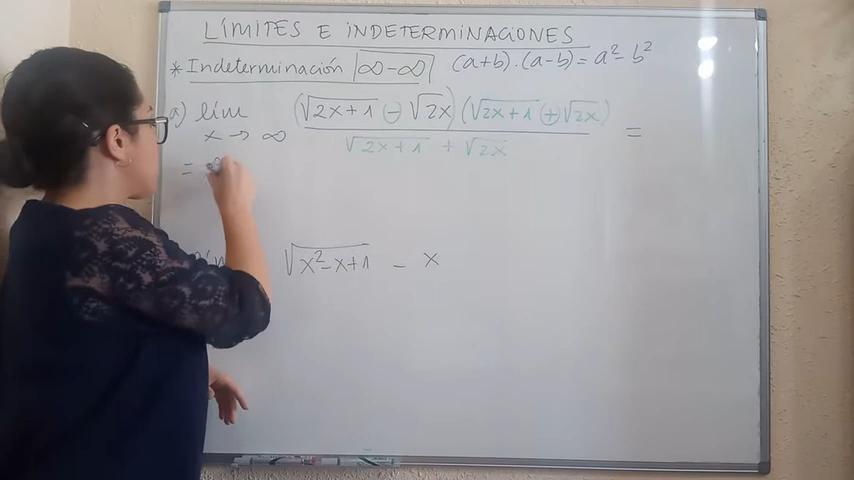 LÍMITES E INDETERMINACIONES
* Indeterminación |∞-∞| (a+b).(a-b)=a²-b²
a) lím x→∞ (√2x+1 - √2x)(√2x+1 + √2x) / √2x+1 + √2x =
=
√x²-x+1 - x